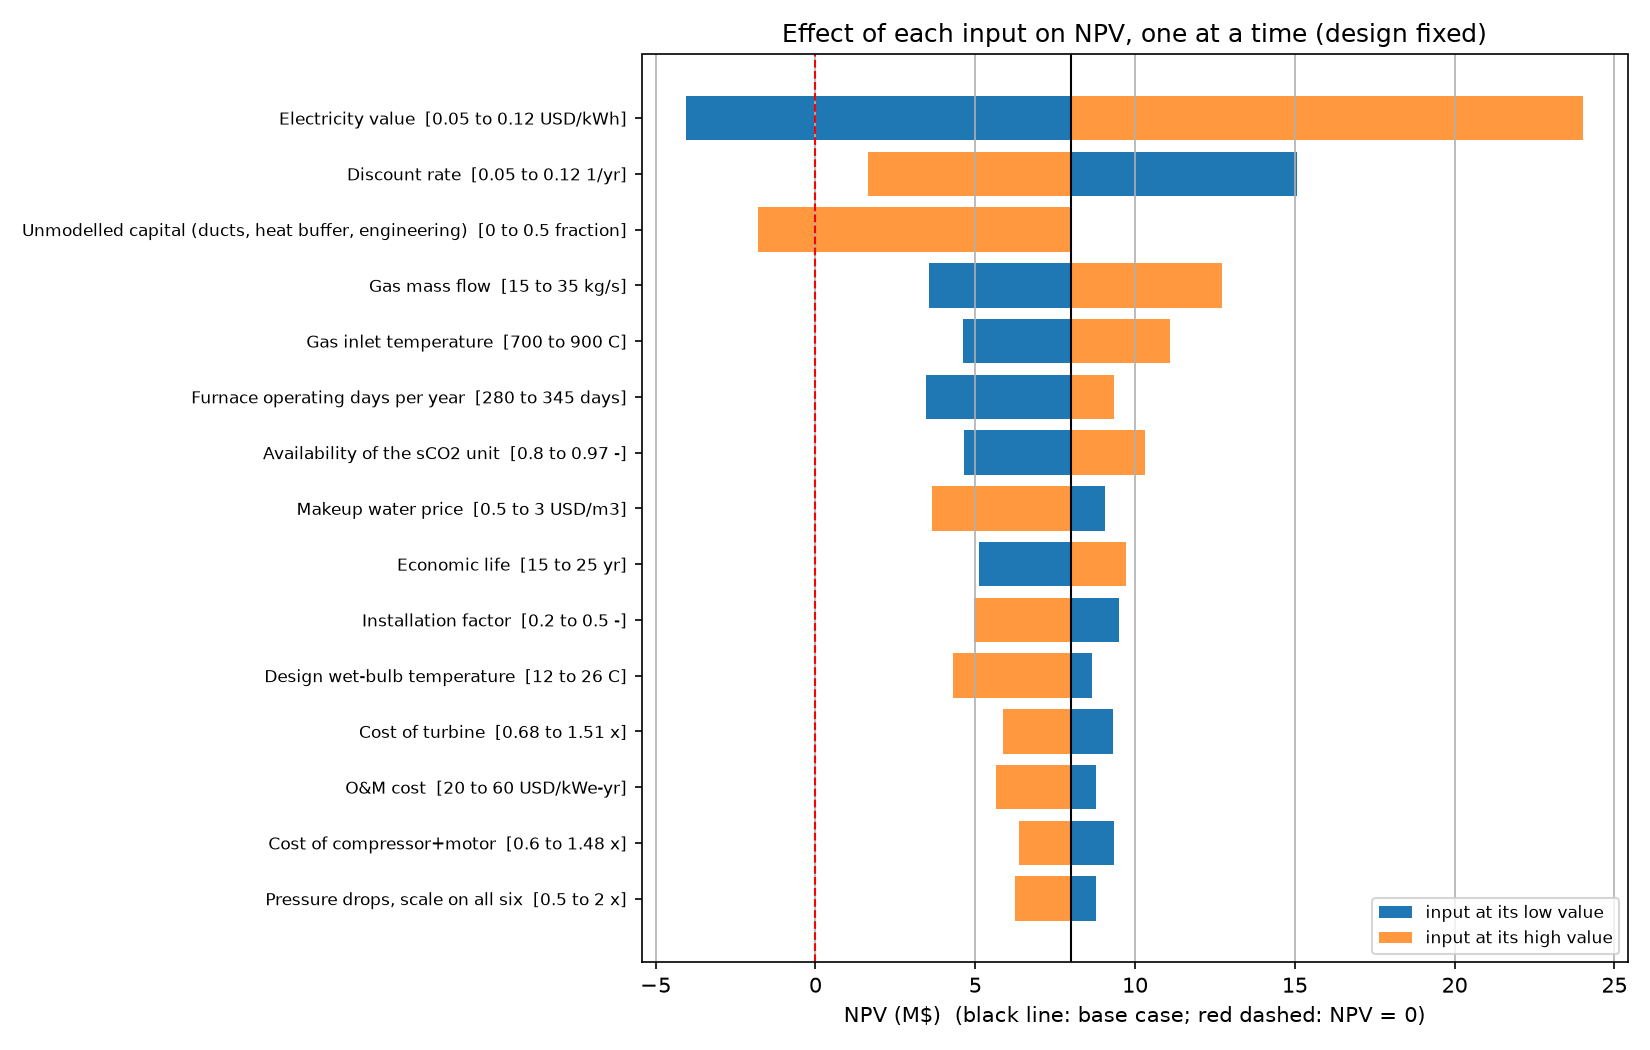 Effect of each input on NPV, one at a time (design fixed)
Electricity value  [0.05 to 0.12 USD/kWh]
Discount rate  [0.05 to 0.12 1/yr]
Unmodelled capital (ducts, heat buffer, engineering)  [0 to 0.5 fraction]
Gas mass flow  [15 to 35 kg/s]
Gas inlet temperature  [700 to 900 C]
Furnace operating days per year  [280 to 345 days]
Availability of the sCO2 unit  [0.8 to 0.97 -]
Makeup water price  [0.5 to 3 USD/m3]
Economic life  [15 to 25 yr]
Installation factor  [0.2 to 0.5 -]
Design wet-bulb temperature  [12 to 26 C]
Cost of turbine  [0.68 to 1.51 x]
O&M cost  [20 to 60 USD/kWe-yr]
Cost of compressor+motor  [0.6 to 1.48 x]
Pressure drops, scale on all six  [0.5 to 2 x]
input at its low value
input at its high value
−5 0 5 10 15 20 25
NPV (M$)  (black line: base case; red dashed: NPV = 0)